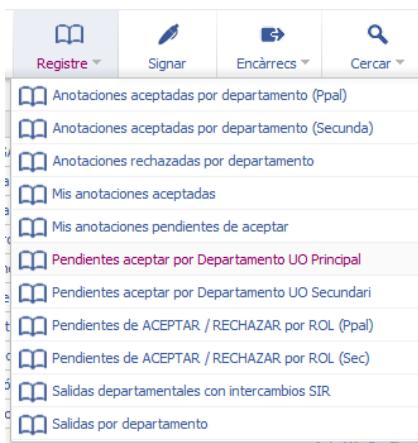 Registre
Signar
Encàrrecs
Cercar
Anotaciones aceptadas por departamento (Ppal)
Anotaciones aceptadas por departamento (Secunda)
Anotaciones rechazadas por departamento
Mis anotaciones aceptadas
Mis anotaciones pendientes de aceptar
Pendientes aceptar por Departamento UO Principal
Pendientes aceptar por Departamento UO Secundari
Pendientes de ACEPTAR / RECHAZAR por ROL (Ppal)
Pendientes de ACEPTAR / RECHAZAR por ROL (Sec)
Salidas departamentales con intercambios SIR
Salidas por departamento